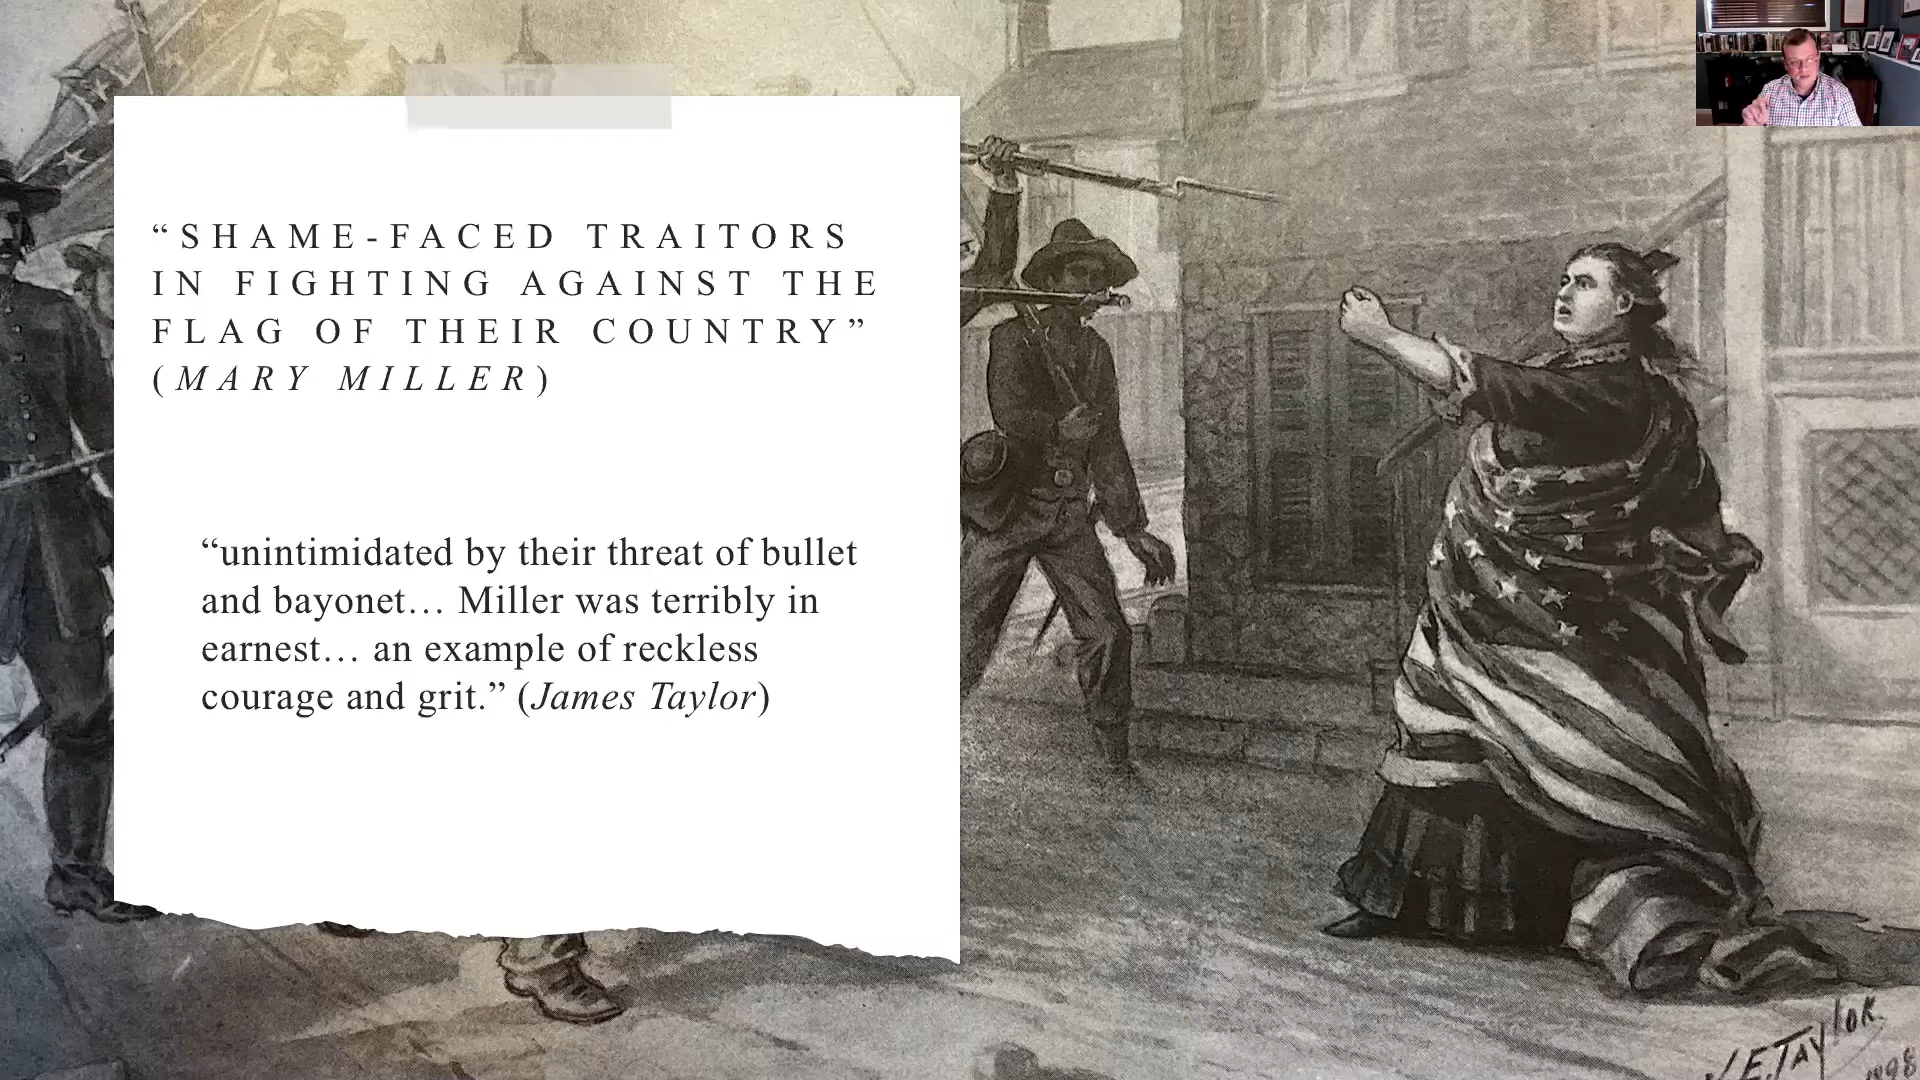 “SHAME-FACED TRAITORS
IN FIGHTING AGAINST THE
FLAG OF THEIR COUNTRY”
(MARY MILLER)
“unintimidated by their threat of bullet
and bayonet… Miller was terribly in
earnest… an example of reckless
courage and grit.” (James Taylor)
J.E. TAYLOR.
1898